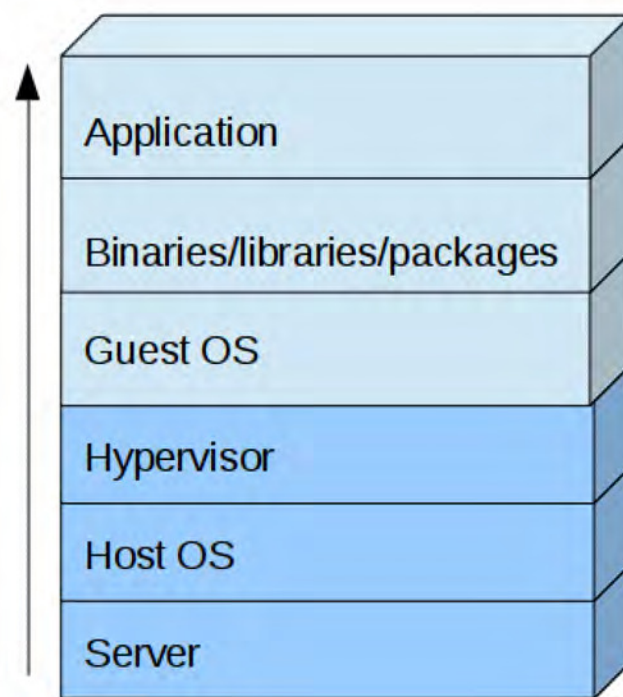 Application
Binaries/libraries/packages
Guest OS
Hypervisor
Host OS
Server